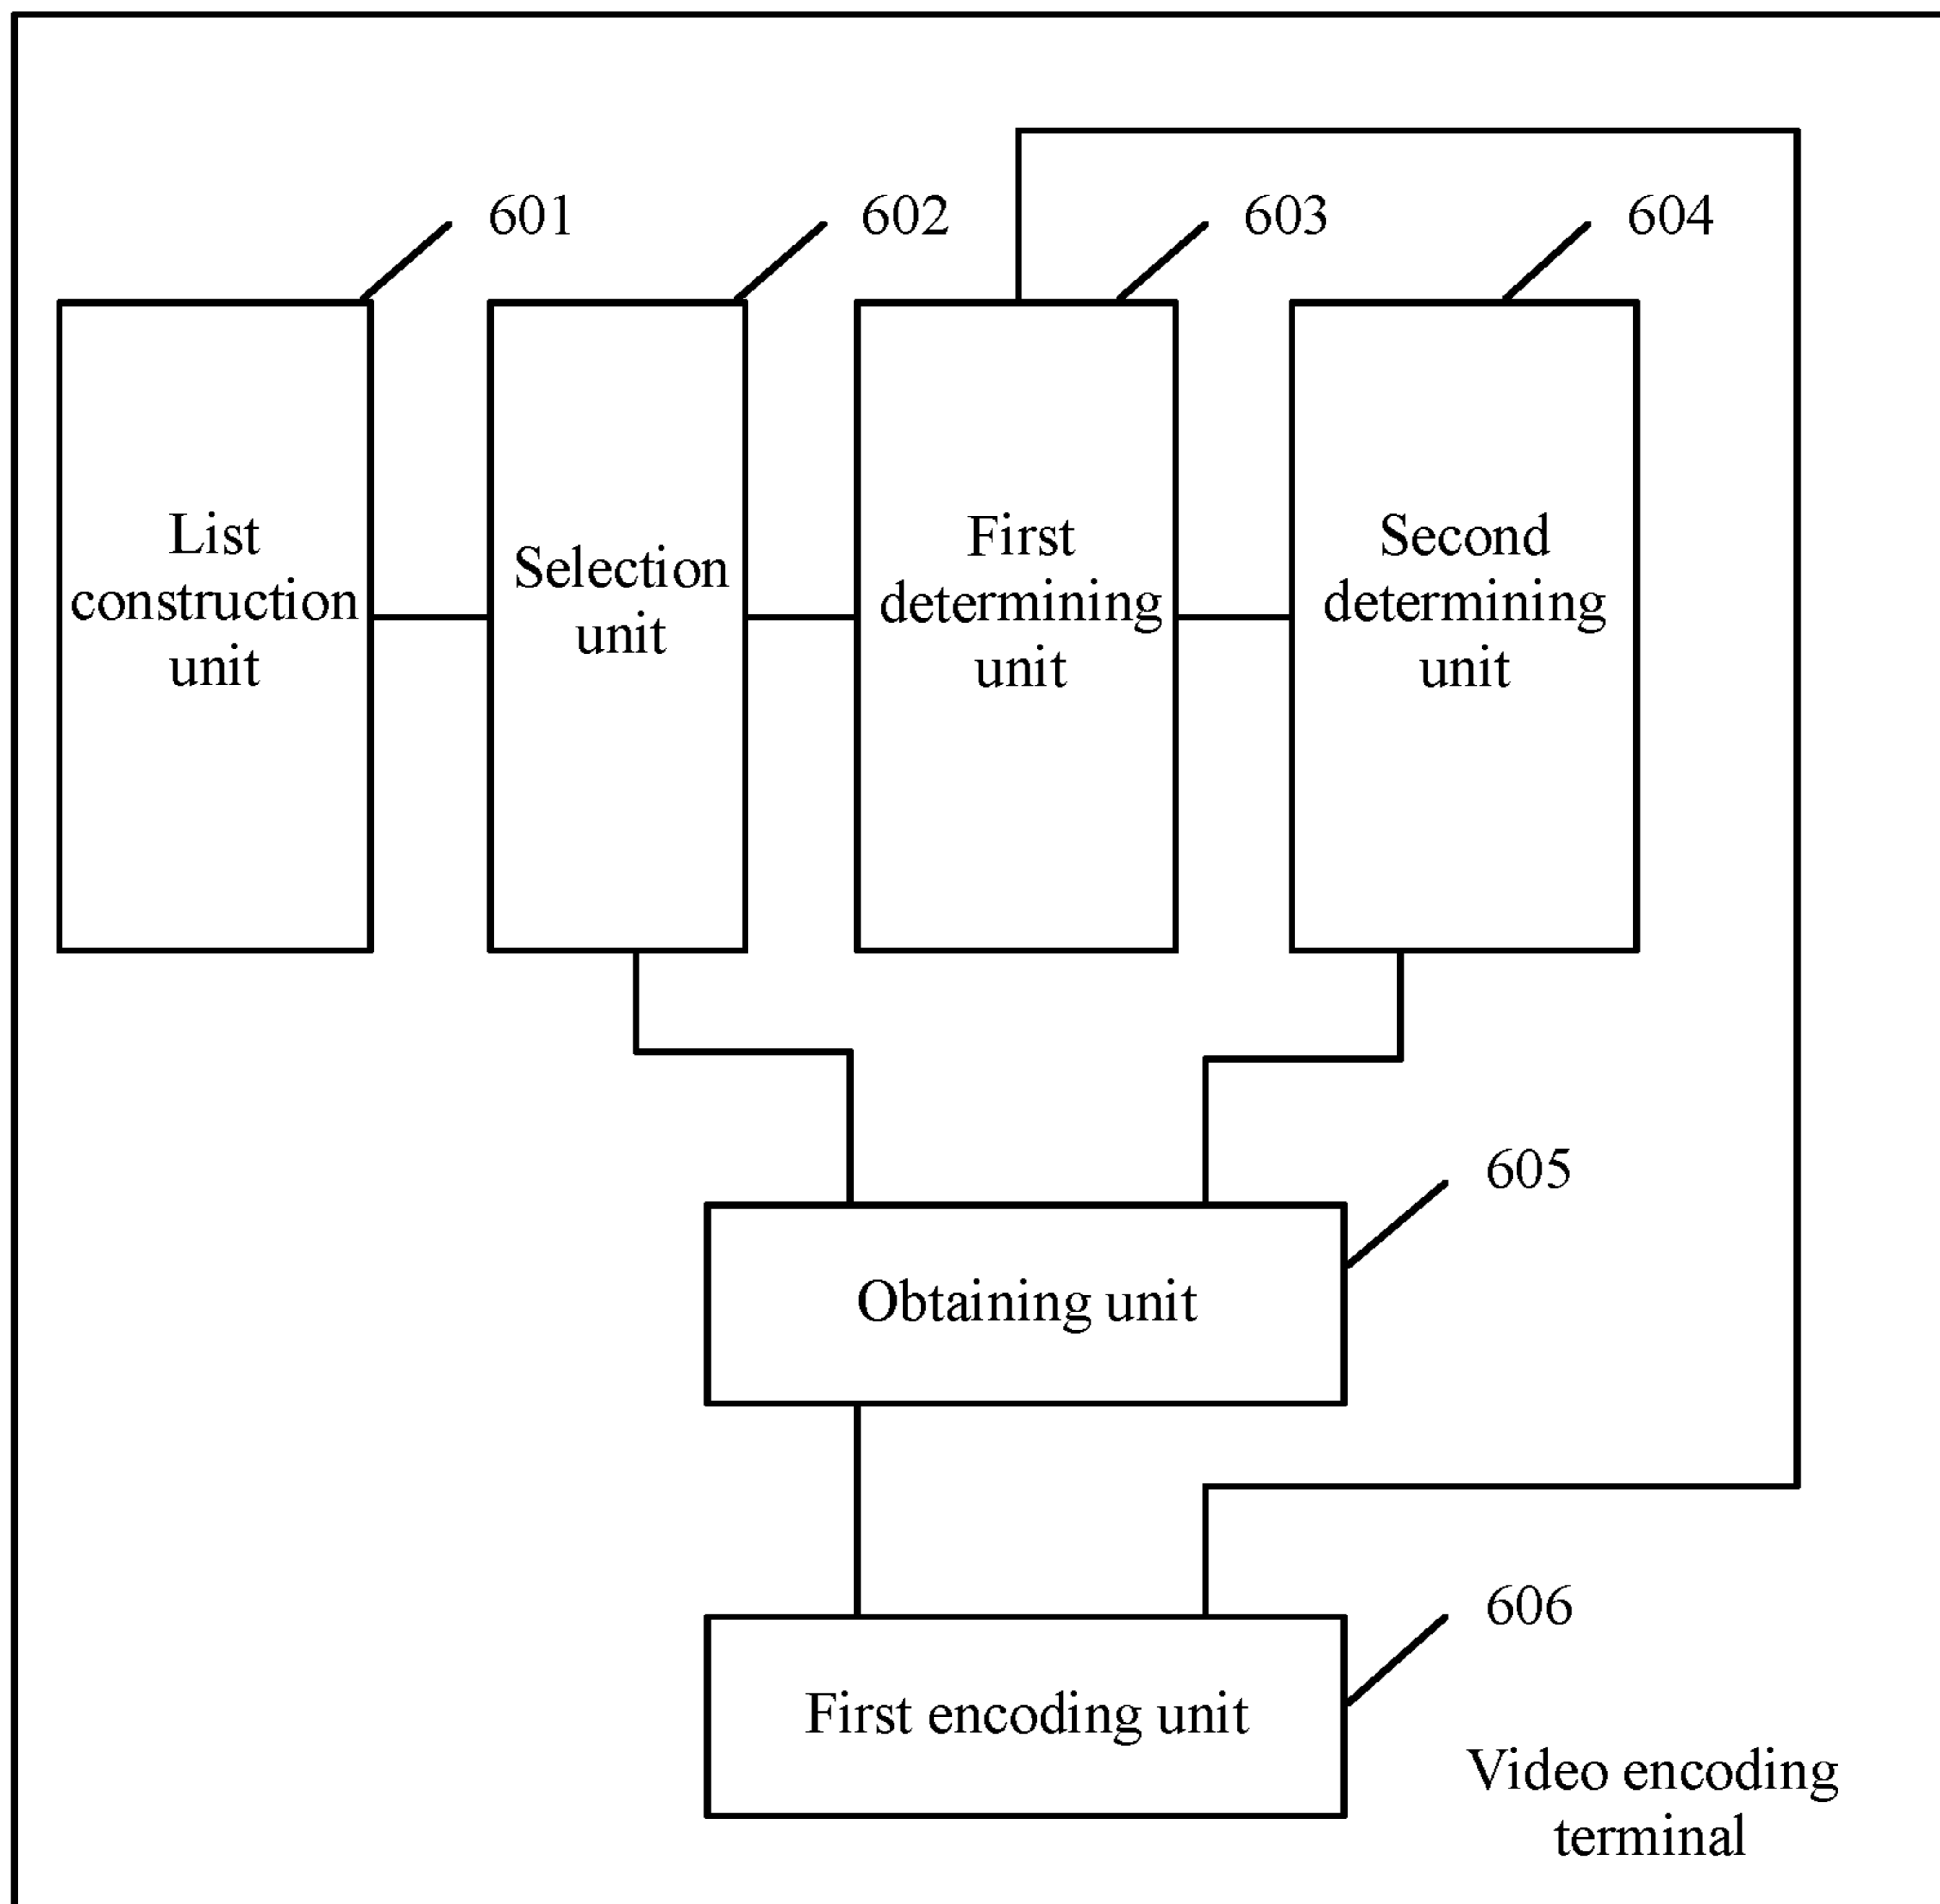 601
602
603
604
List
construction
unit
Selection
unit
First
determining
unit
Second
determining
unit
605
Obtaining unit
606
First encoding unit
Video encoding
terminal